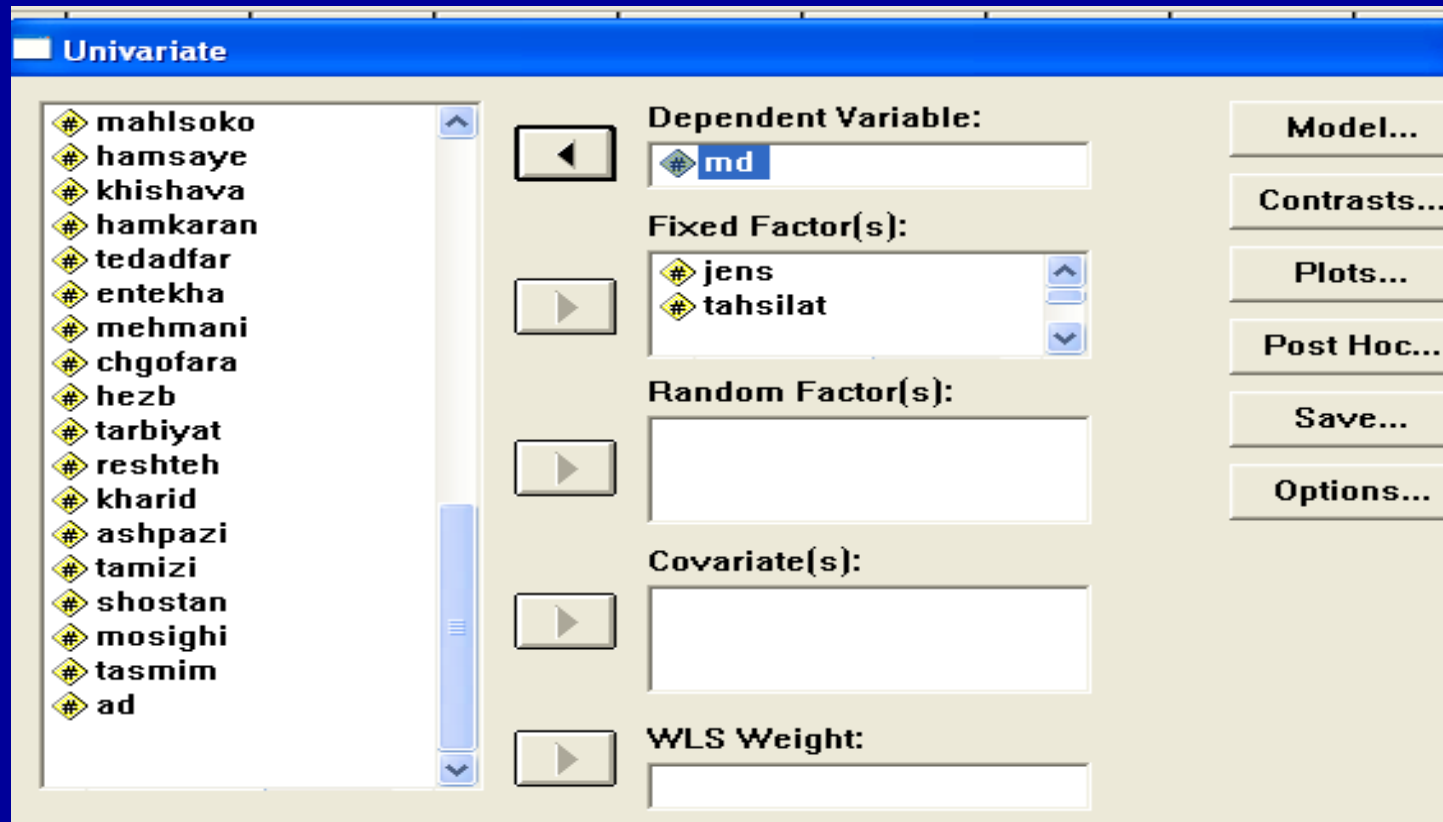 Univariate
mahlsoko
hamsaye
khishava
hamkaran
tedadfar
entekha
mehmani
chgofara
hezb
tarbiyat
reshteh
kharid
ashpazi
tamizi
shostan
mosighi
tasmim
ad
Dependent Variable:
md
Fixed Factor(s):
jens
tahsilat
Random Factor(s):
Covariate(s):
WLS Weight:
Model...
Contrasts...
Plots...
Post Hoc...
Save...
Options...